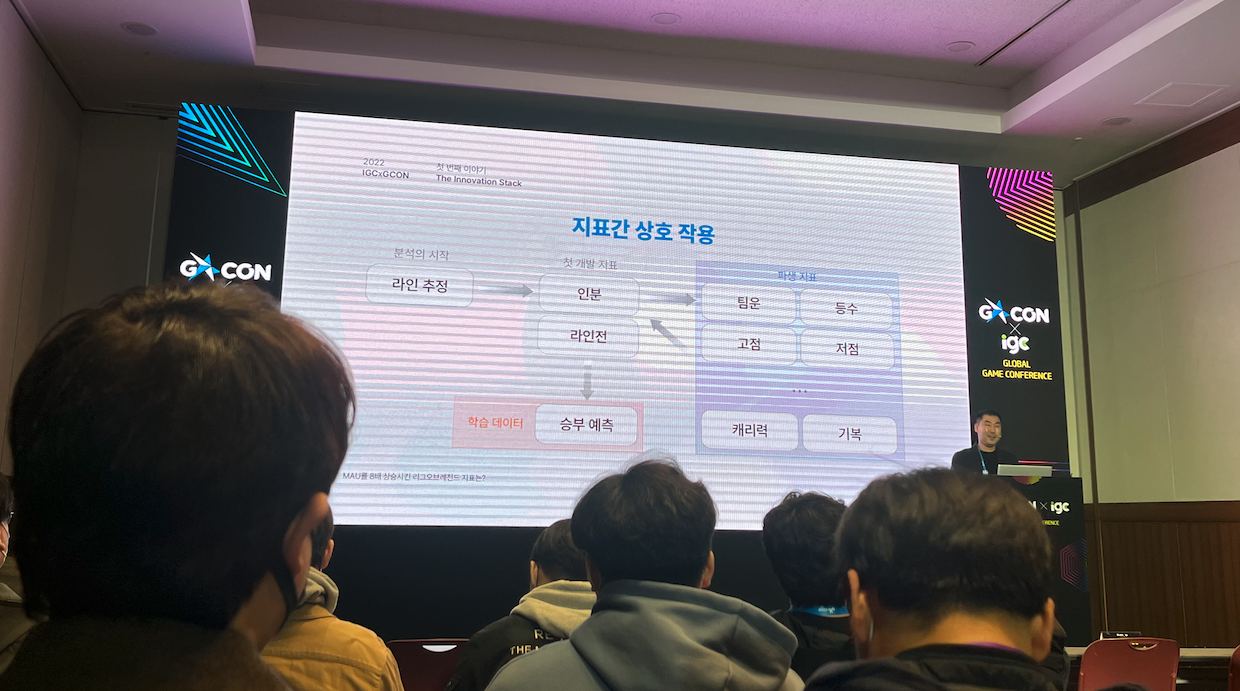 2022
IGCxGCON
첫 번째 이야기
The Innovation Stack
지표간 상호 작용
분석의 시작
라인 추정
첫 개발 지표
인분
라인전
파생 지표
팀운
등수
고점
저점
...
캐리력
기복
학습 데이터
승부 예측
MAU를 8배 상승시킨 리그오브레전드 지표는?
G CON
G CON
×
igc
GLOBAL
GAME CONFERENCE
× igc
RE
THE